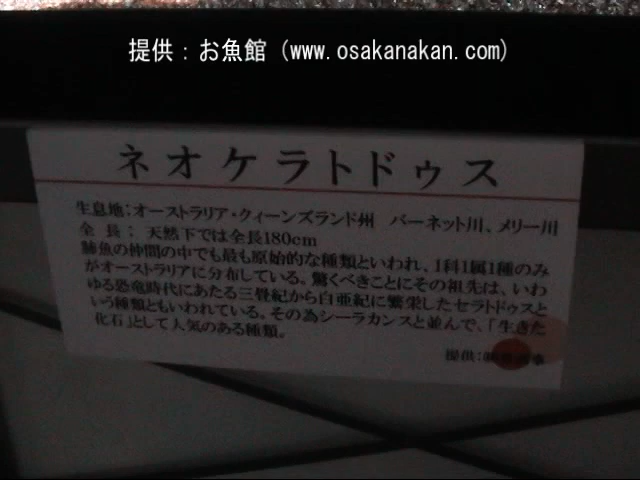 提供：お魚館 (www.osakanakan.com)
ネオケラトドゥス
生息地：オーストラリア・クィーンズランド州　バーネット川、メリー川
全 長： 天然下では全長180cm
肺魚の仲間の中でも最も原始的な種類といわれ、1科1属1種のみ
がオーストラリアに分布している。驚くべきことにその祖先は、いわ
ゆる恐竜時代にあたる三畳紀から白亜紀に繁栄したセラトドゥスと
いう種類ともいわれている。その為シーラカンスと並んで、「生きた
化石」として人気のある種類。
提供：